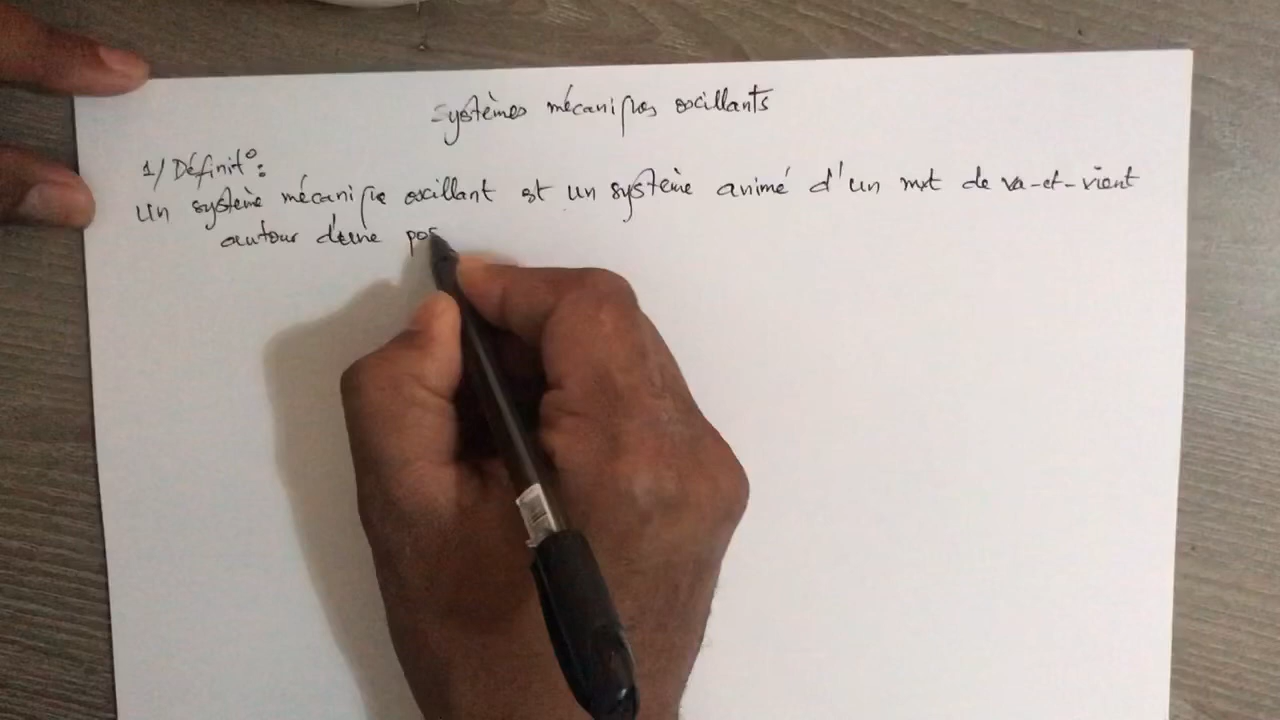 Systèmes mécaniques oscillants
1/ Définit°:
Un système mécanique oscillant est un système animé d'un mvt de va-et-vient
autour d'une pos